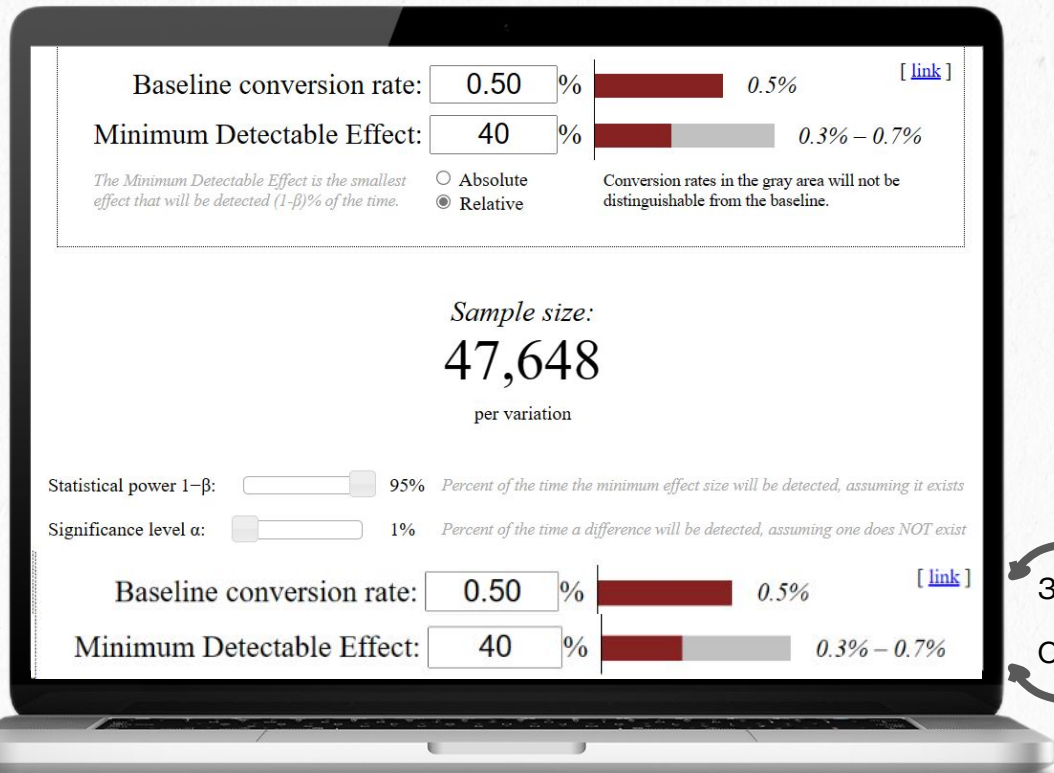 Baseline conversion rate: 0.50 % 0.5% [ link ]
Minimum Detectable Effect: 40 % 0.3% – 0.7%
The Minimum Detectable Effect is the smallest
effect that will be detected (1-β)% of the time.
Absolute
Relative
Conversion rates in the gray area will not be
distinguishable from the baseline.
Sample size:
47,648
per variation
Statistical power 1−β: 95% Percent of the time the minimum effect size will be detected, assuming it exists
Significance level α: 1% Percent of the time a difference will be detected, assuming one does NOT exist
Baseline conversion rate: 0.50 % 0.5% [ link ]
Minimum Detectable Effect: 40 % 0.3% – 0.7%